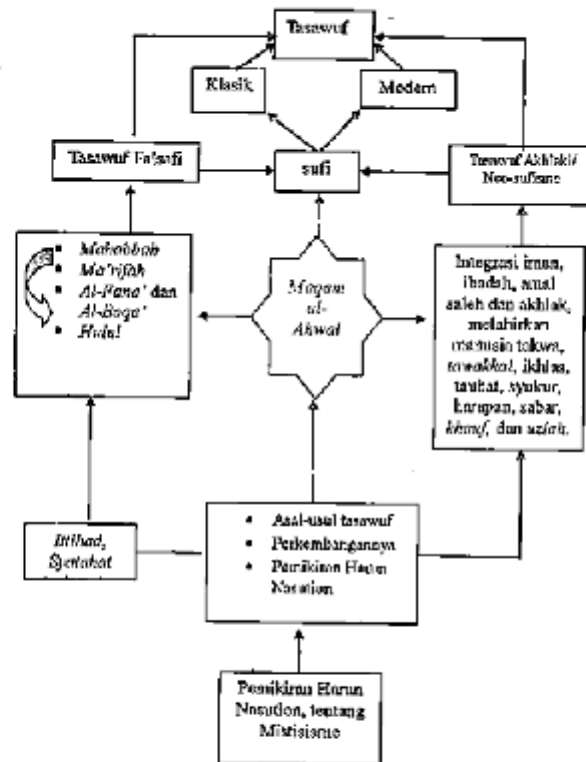 Tasawuf
Klasik
Modern
Tasawuf Falsafi
sufi
Tasawuf Akhlaki/
Neo-sufisme
Mahabbah
Ma'rifah
Al-Fana' dan
Al-Baqa'
Hulul
Maqam
al-
Ahwal
Integrasi iman,
ibadah, amal
saleh dan akhlak,
melahirkan
manusia takwa,
tawakkal, ikhlas,
taubat, syukur,
harapan, sabar,
khauf, dan uzlah.
Ittihad,
Syatahat
Asal-usul tasawuf
Perkembangannya
Pemikiran Harun
Nasution
Pemikiran Harun
Nasution, tentang
Mistisisme